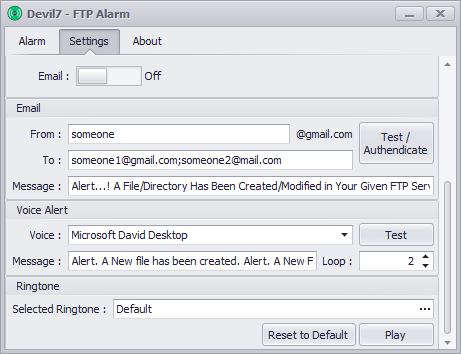 Devil7 - FTP Alarm
Alarm Settings About
Email : Off
Email
From : someone @gmail.com Test / Authendicate
To : someone1@gmail.com;someone2@mail.com
Message : Alert...! A File/Directory Has Been Created/Modified in Your Given FTP Serv
Voice Alert
Voice : Microsoft David Desktop Test
Message : Alert. A New file has been created. Alert. A New F Loop : 2
Ringtone
Selected Ringtone : Default ...
Reset to Default Play